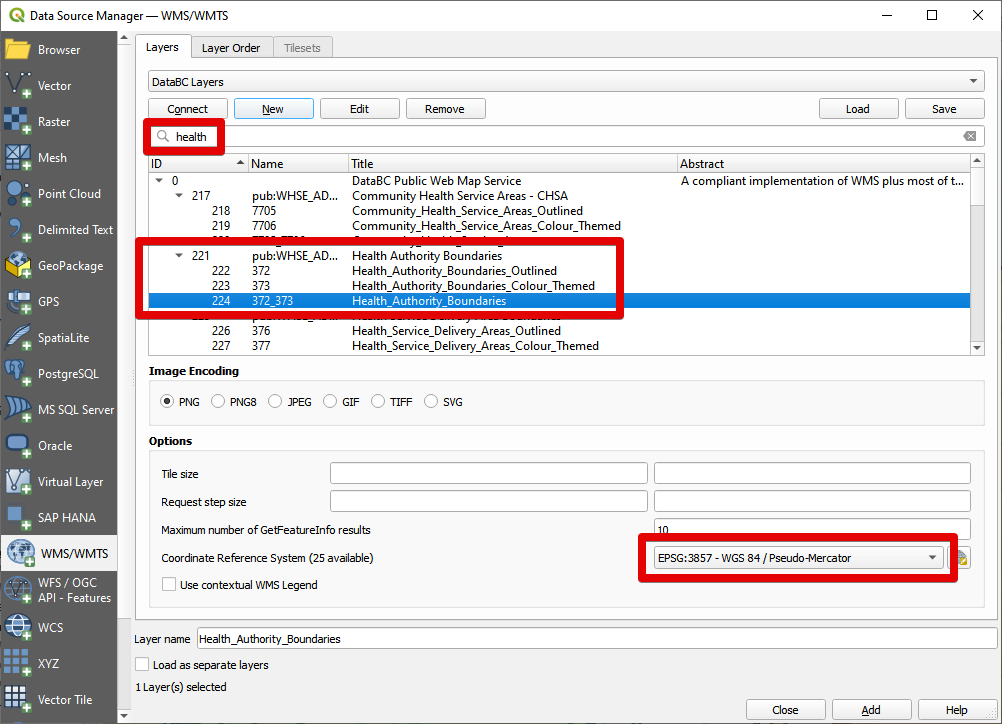 Data Source Manager — WMS/WMTS
Browser
Vector
Raster
Mesh
Point Cloud
Delimited Text
GeoPackage
GPS
SpatiaLite
PostgreSQL
MS SQL Server
Oracle
Virtual Layer
SAP HANA
WMS/WMTS
WFS / OGC
API - Features
WCS
XYZ
Vector Tile
Layers Layer Order Tilesets
DataBC Layers
Connect New Edit Remove Load Save
health
ID Name Title Abstract
0 DataBC Public Web Map Service A compliant implementation of WMS plus most of t...
217 pub:WHSE_AD... Community Health Service Areas - CHSA
218 7705 Community_Health_Service_Areas_Outlined
219 7706 Community_Health_Service_Areas_Colour_Themed
221 pub:WHSE_AD... Health Authority Boundaries
222 372 Health_Authority_Boundaries_Outlined
223 373 Health_Authority_Boundaries_Colour_Themed
224 372_373 Health_Authority_Boundaries
226 376 Health_Service_Delivery_Areas_Outlined
227 377 Health_Service_Delivery_Areas_Colour_Themed
Image Encoding
PNG PNG8 JPEG GIF TIFF SVG
Options
Tile size
Request step size
Maximum number of GetFeatureInfo results 10
Coordinate Reference System (25 available) EPSG:3857 - WGS 84 / Pseudo-Mercator
Use contextual WMS Legend
Layer name Health_Authority_Boundaries
Load as separate layers
1 Layer(s) selected
Close Add Help